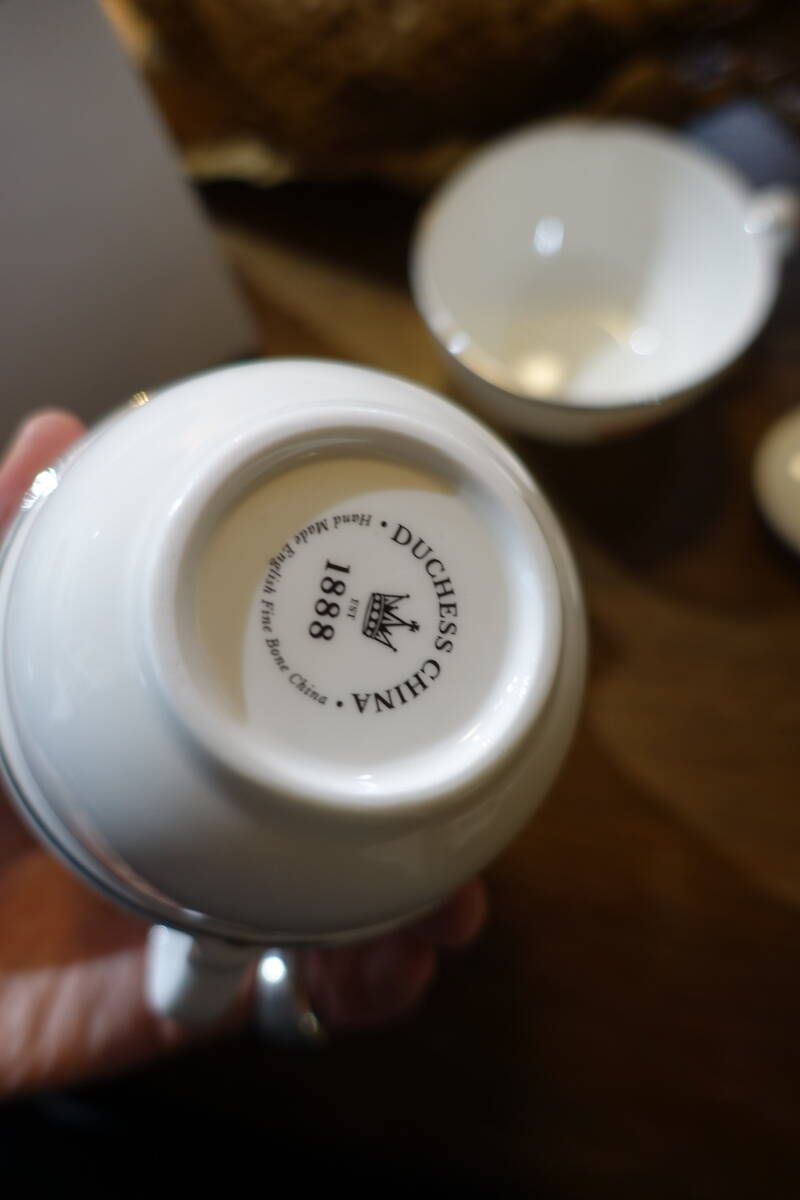 DUCHESS CHINA
EST
1888
• Hand Made English Fine Bone China •